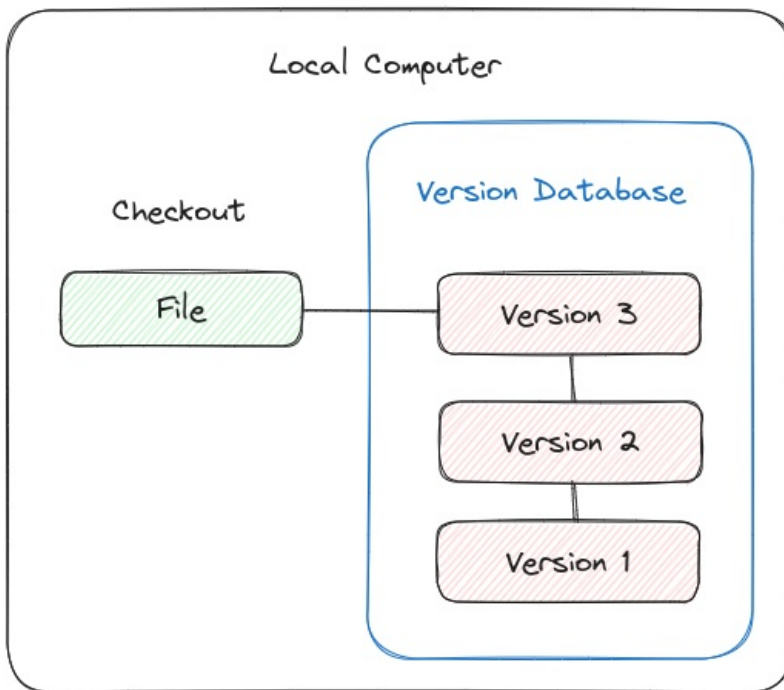 Local Computer
Version Database
Checkout
File
Version 3
Version 2
Version 1